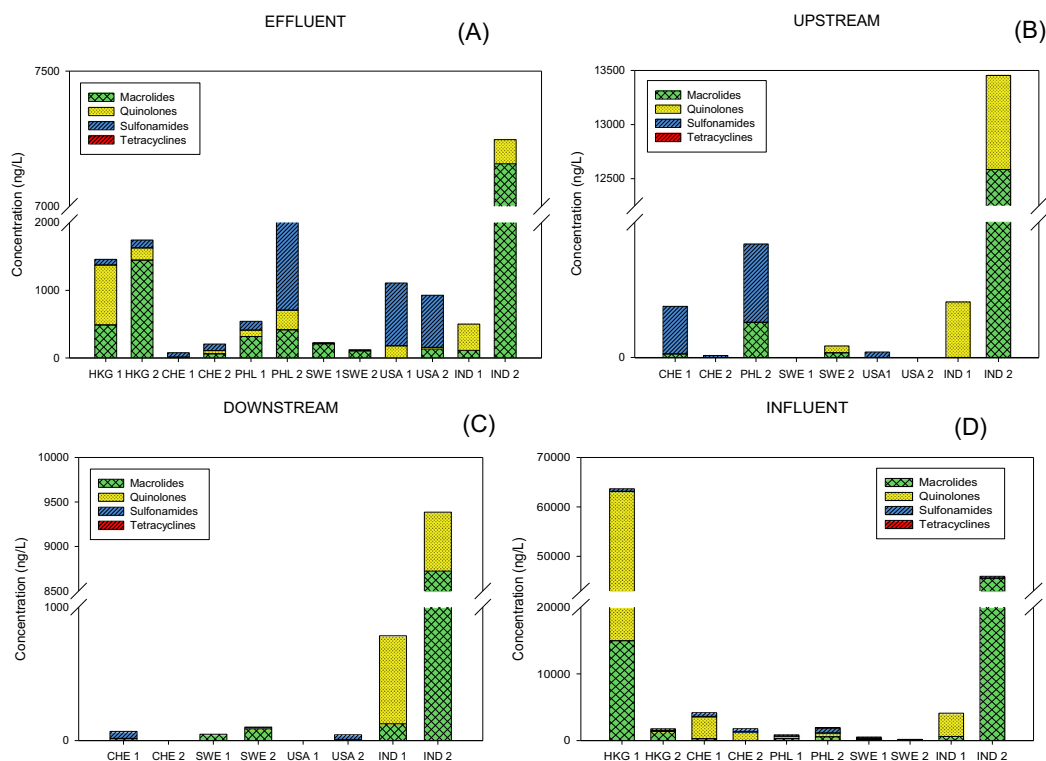 EFFLUENT
(A)
7500
7000
2000
1000
0
Concentration (ng/L)
Macrolides
Quinolones
Sulfonamides
Tetracyclines
HKG 1 HKG 2 CHE 1 CHE 2 PHL 1 PHL 2 SWE 1 SWE 2 USA 1 USA 2 IND 1 IND 2
UPSTREAM
(B)
13500
13000
12500
0
Concentration (ng/L)
Macrolides
Quinolones
Sulfonamides
Tetracyclines
CHE 1 CHE 2 PHL 2 SWE 1 SWE 2 USA1 USA 2 IND 1 IND 2
DOWNSTREAM
(C)
10000
9500
9000
8500
1000
0
Concentration (ng/L)
Macrolides
Quinolones
Sulfonamides
Tetracyclines
CHE 1 CHE 2 SWE 1 SWE 2 USA 1 USA 2 IND 1 IND 2
INFLUENT
(D)
70000
60000
50000
20000
10000
0
Concentration (ng/L)
Macrolides
Quinolones
Sulfonamides
Tetracyclines
HKG 1 HKG 2 CHE 1 CHE 2 PHL 1 PHL 2 SWE 1 SWE 2 IND 1 IND 2